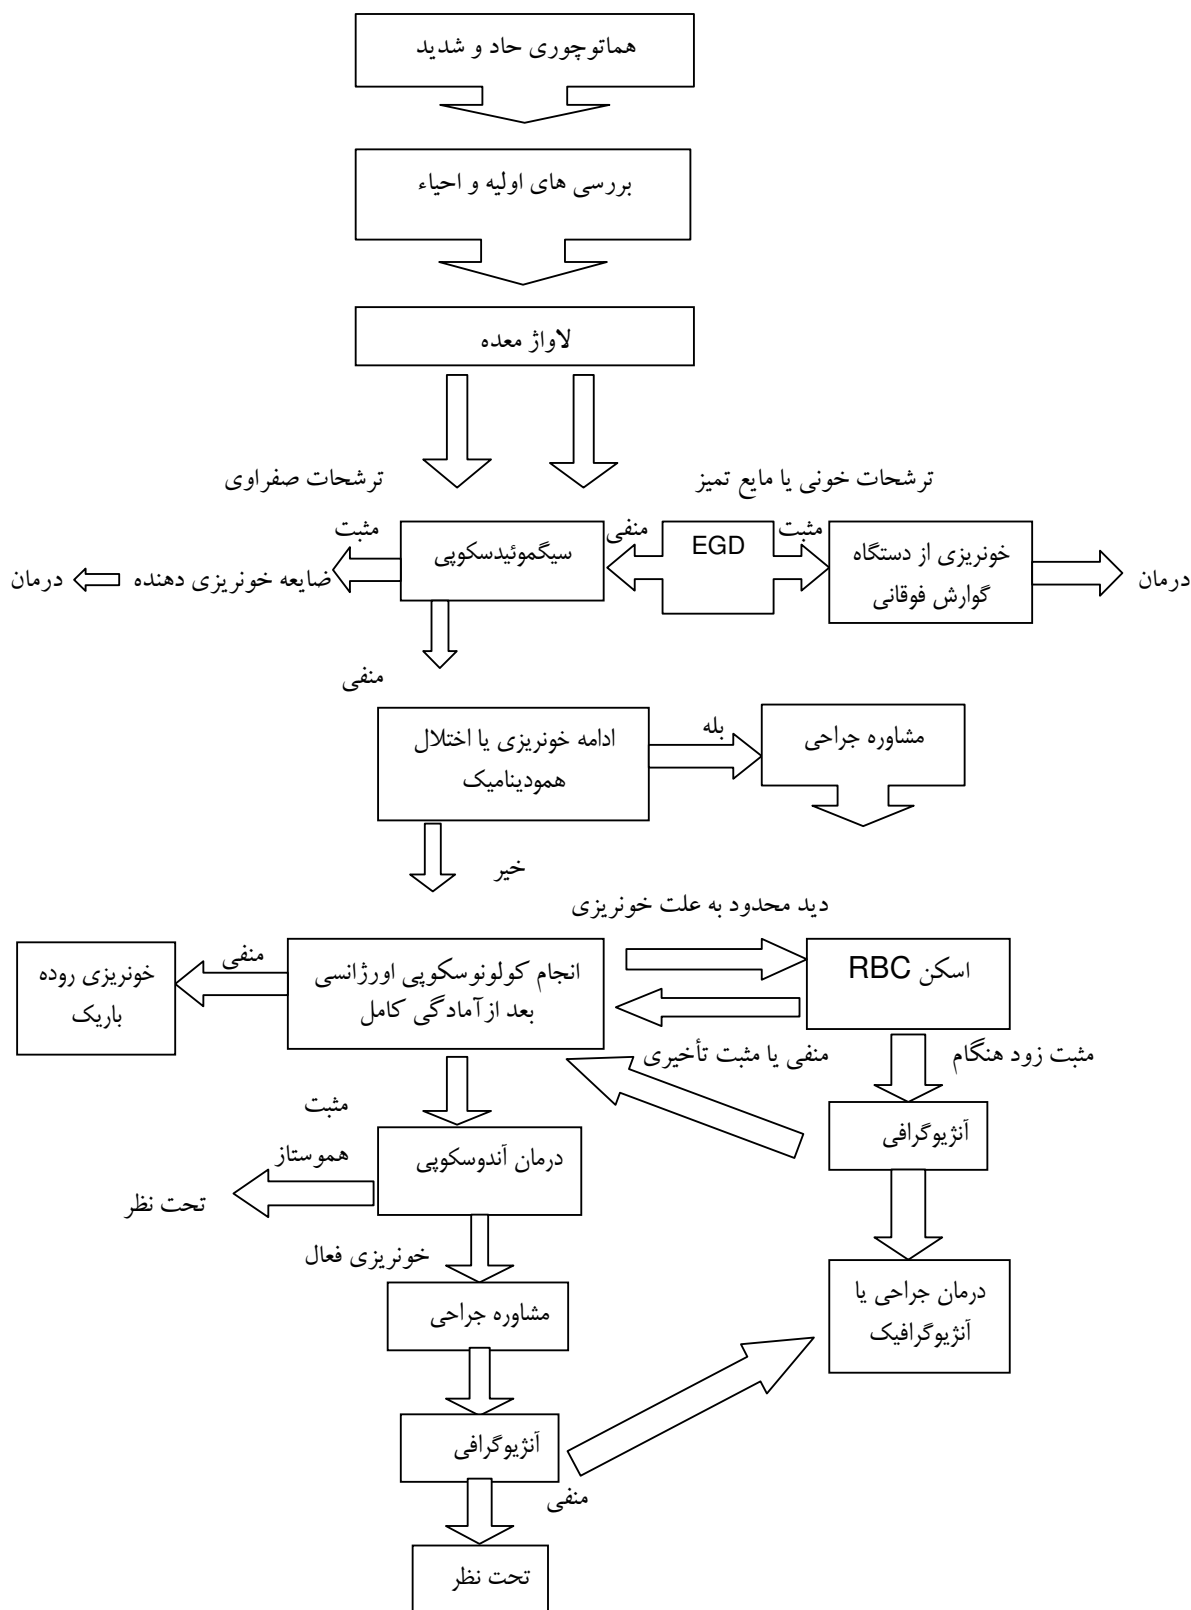 هماتوچوری حاد و شدید
بررسی های اولیه و احیاء
لاواژ معده
ترشحات خونی یا مایع تمیز
ترشحات صفراوی
مثبت
منفی
EGD
مثبت
سیگموئیدسکوپی
خونریزی از دستگاه
گوارش فوقانی
درمان
ضایعه خونریزی دهنده
درمان
منفی
ادامه خونریزی یا اختلال
همودینامیک
بله
مشاوره جراحی
خیر
دید محدود به علت خونریزی
اسکن RBC
انجام کولونوسکوپی اورژانسی
بعد از آمادگی کامل
منفی
خونریزی روده
باریک
مثبت زود هنگام
منفی یا مثبت تأخیری
مثبت
آنژیوگرافی
درمان آندوسکوپی
هموستاز
تحت نظر
خونریزی فعال
درمان جراحی یا
آنژیوگرافیک
مشاوره جراحی
آنژیوگرافی
منفی
تحت نظر